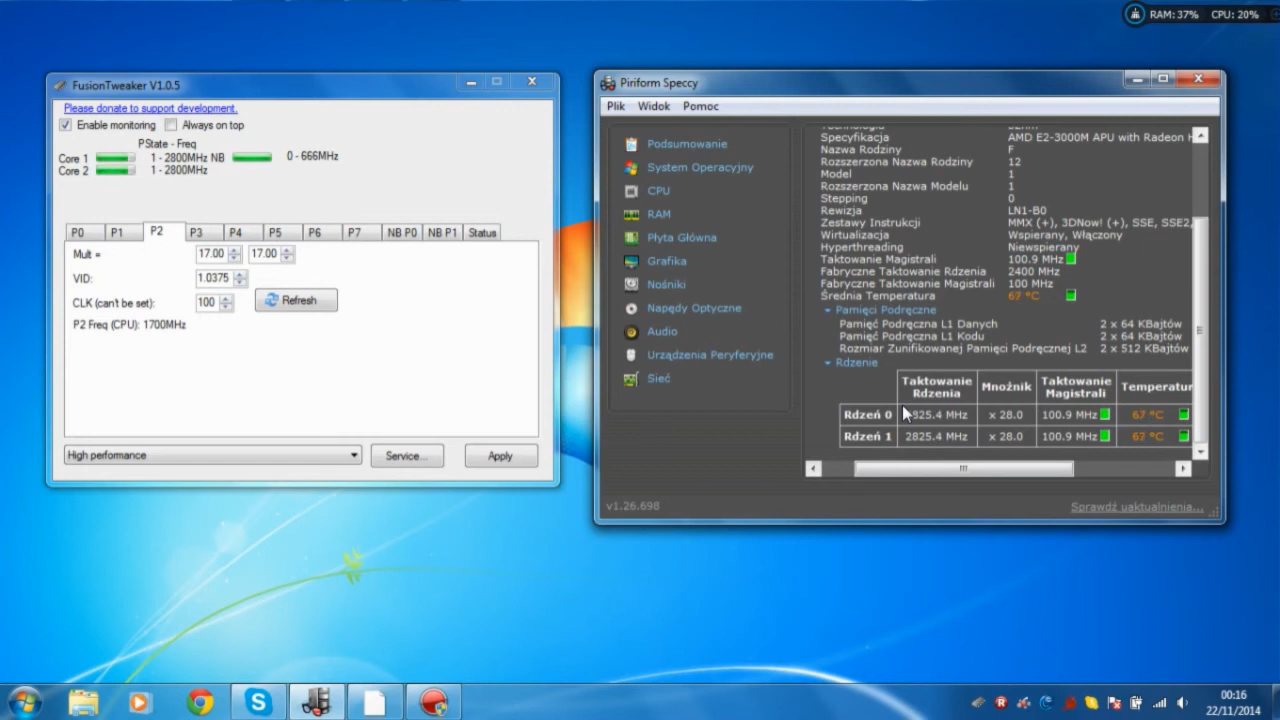 RAM: 37% CPU: 20%
FusionTweaker V1.0.5
Please donate to support development.
Enable monitoring Always on top
PState - Freq
Core 1 1 - 2800MHz NB 0 - 666MHz
Core 2 1 - 2800MHz
P0 P1 P2 P3 P4 P5 P6 P7 NB P0 NB P1 Status
Mult = 17.00 17.00
VID: 1.0375
CLK (can't be set): 100 Refresh
P2 Freq (CPU): 1700MHz
High performance Service... Apply
Piriform Speccy
Plik Widok Pomoc
Podsumowanie
System Operacyjny
CPU
RAM
Płyta Główna
Grafika
Nośniki
Napędy Optyczne
Audio
Urządzenia Peryferyjne
Sieć
Specyfikacja AMD E2-3000M APU with Radeon H
Nazwa Rodziny F
Rozszerzona Nazwa Rodziny 12
Model 1
Rozszerzona Nazwa Modelu 1
Stepping 0
Rewizja LN1-B0
Zestawy Instrukcji MMX (+), 3DNow! (+), SSE, SSE2,
Wirtualizacja Wspierany, Włączony
Hyperthreading Niewspierany
Taktowanie Magistrali 100.9 MHz
Fabryczne Taktowanie Rdzenia 2400 MHz
Fabryczne Taktowanie Magistrali 100 MHz
Średnia Temperatura 67 °C
Pamięci Podręczne
Pamięć Podręczna L1 Danych 2 x 64 KBajtów
Pamięć Podręczna L1 Kodu 2 x 64 KBajtów
Rozmiar Zunifikowanej Pamięci Podręcznej L2 2 x 512 KBajtów
Rdzenie
Taktowanie Rdzenia Mnożnik Taktowanie Magistrali Temperatur
Rdzeń 0 825.4 MHz x 28.0 100.9 MHz 67 °C
Rdzeń 1 2825.4 MHz x 28.0 100.9 MHz 67 °C
v1.26.698 Sprawdź uaktualnienia...
00:16
22/11/2014